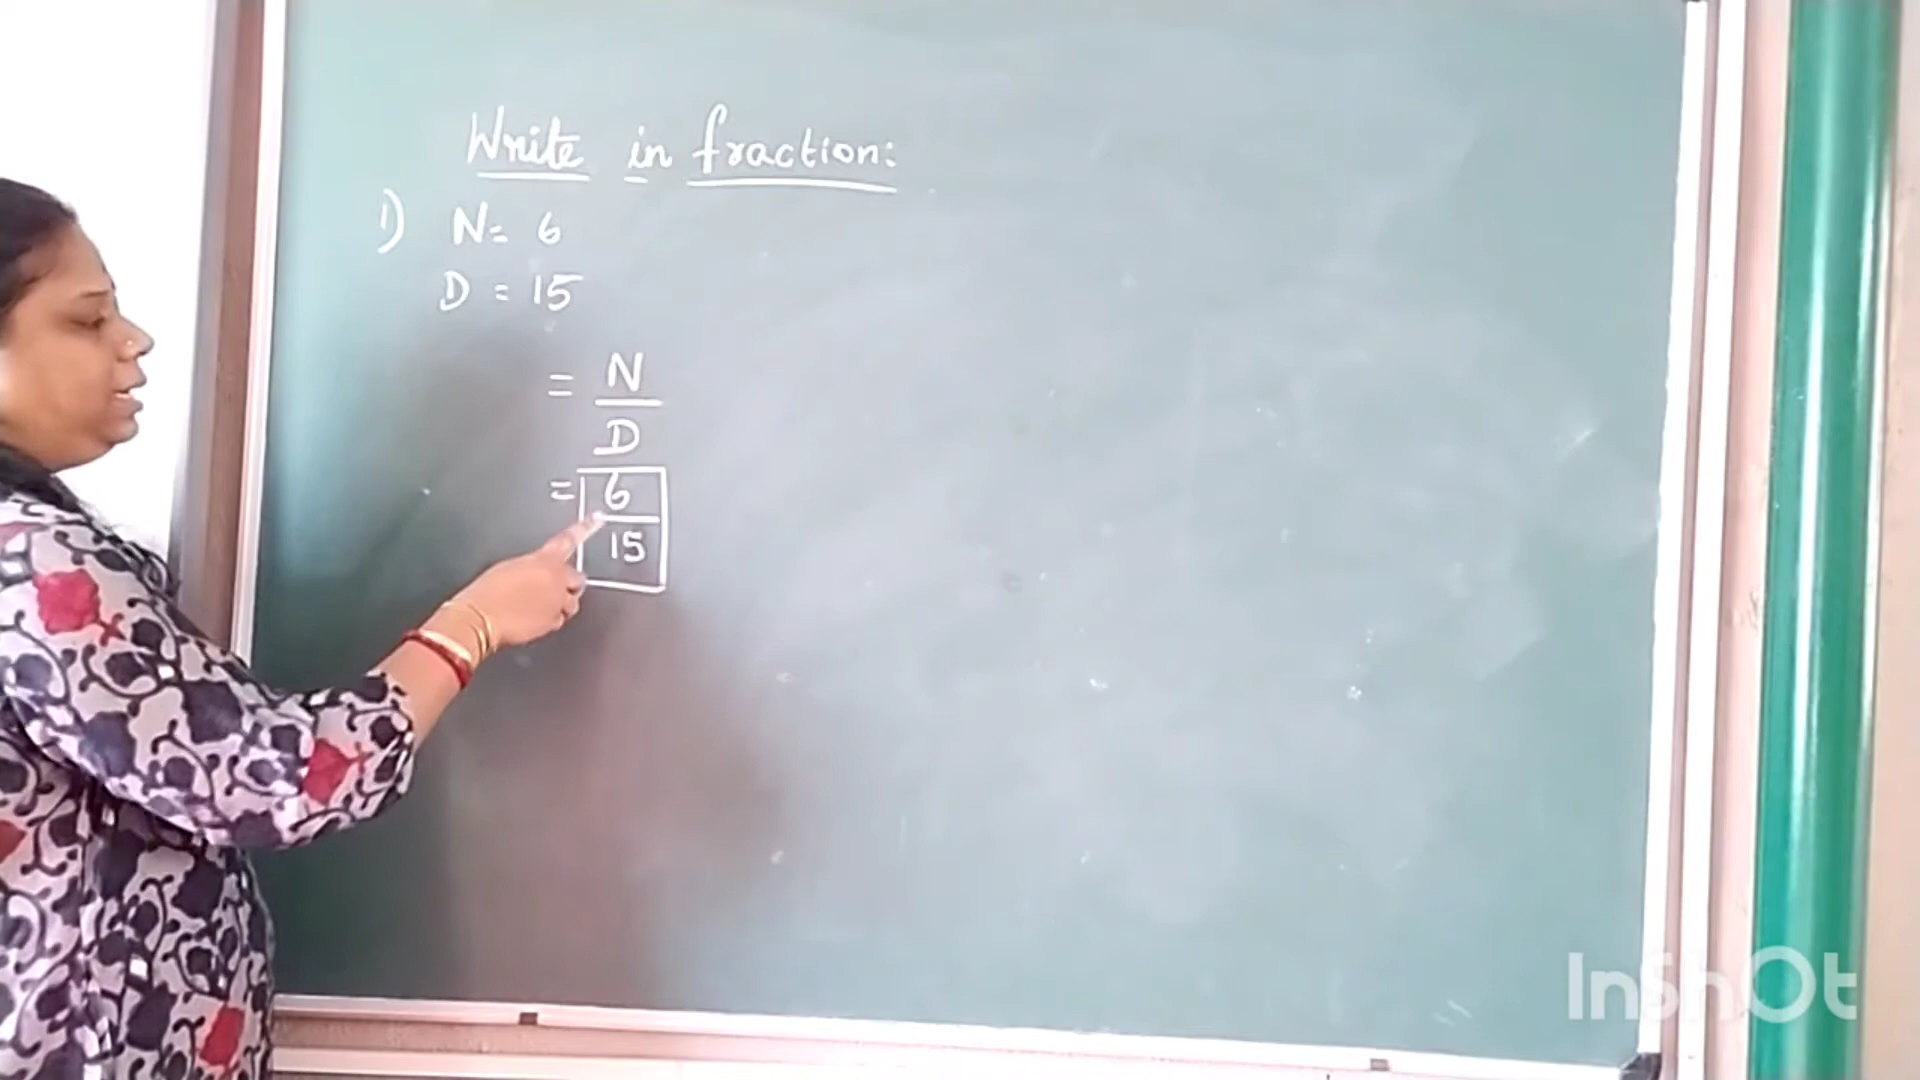 Write in fraction:
1) N = 6
D = 15
= N
D
= 6
15
InShOt